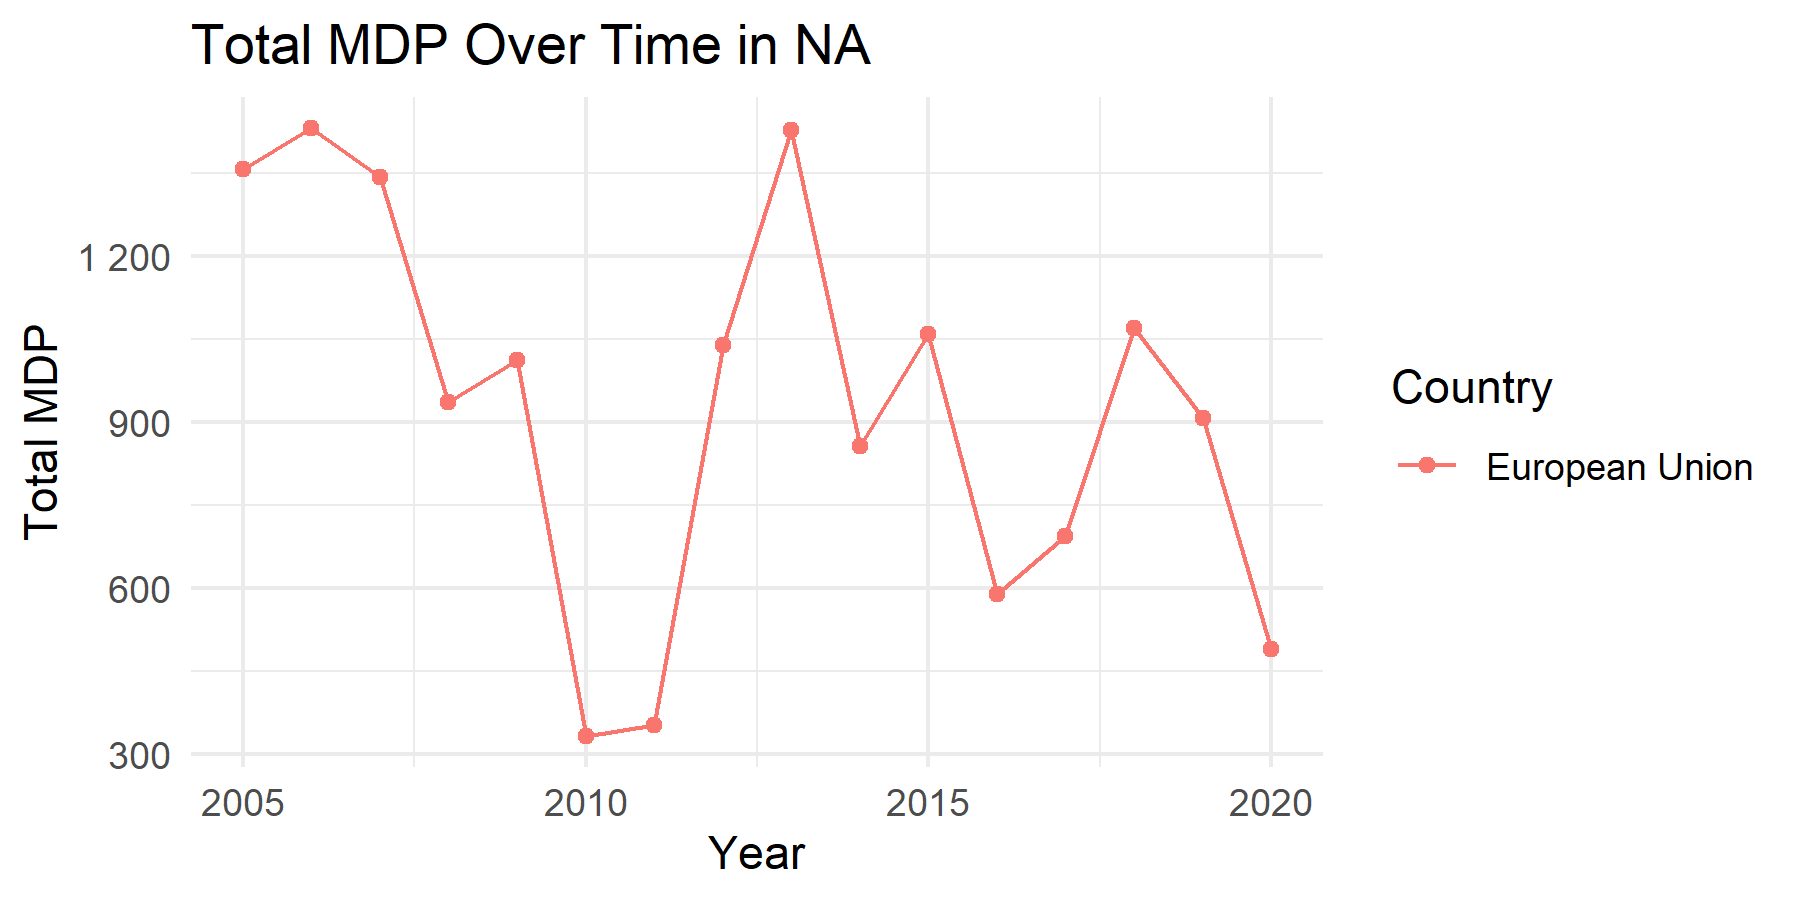 Total MDP Over Time in NA
1 200
900
600
300
Total MDP
2005 2010 2015 2020
Year
Country
European Union